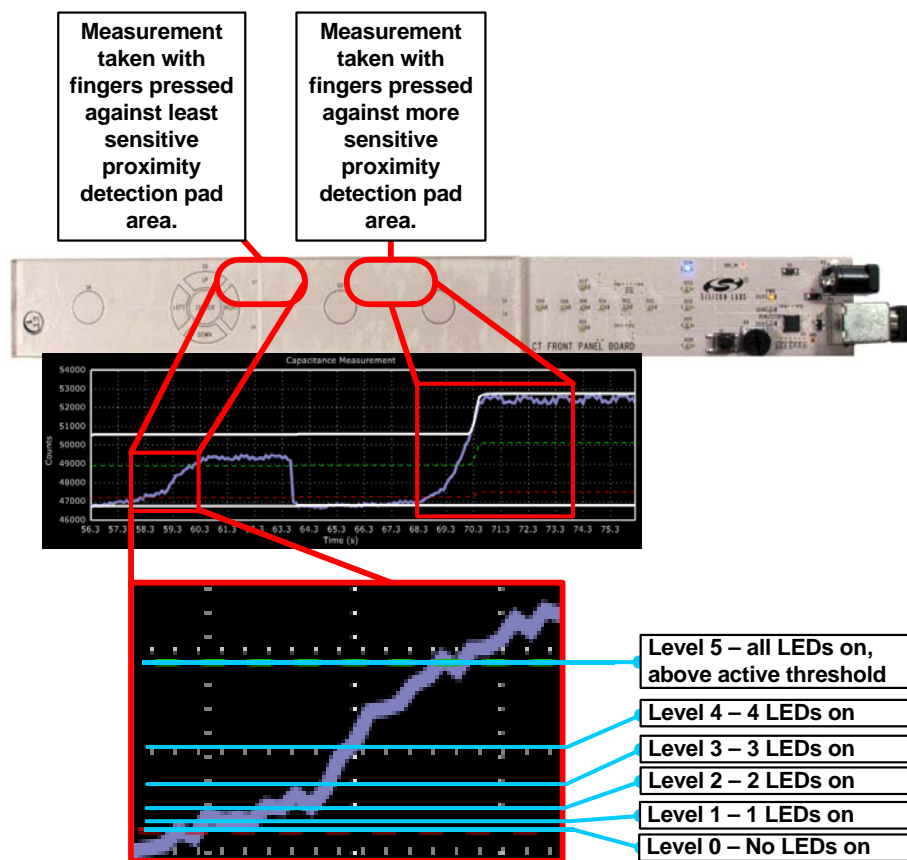 Measurement
taken with
fingers pressed
against least
sensitive
proximity
detection pad
area.
Measurement
taken with
fingers pressed
against more
sensitive
proximity
detection pad
area.
UP
LEFT
DOWN
SILICON LABS
CT FRONT PANEL BOARD
Capacitance Measurement
54000
53000
52000
51000
50000
49000
48000
47000
46000
Counts
56.3 57.3 58.3 59.3 60.3 61.3 62.3 63.3 64.3 65.3 66.3 67.3 68.3 69.3 70.3 71.3 72.3 73.3 74.3 75.3
Time (s)
Level 5 – all LEDs on,
above active threshold
Level 4 – 4 LEDs on
Level 3 – 3 LEDs on
Level 2 – 2 LEDs on
Level 1 – 1 LEDs on
Level 0 – No LEDs on